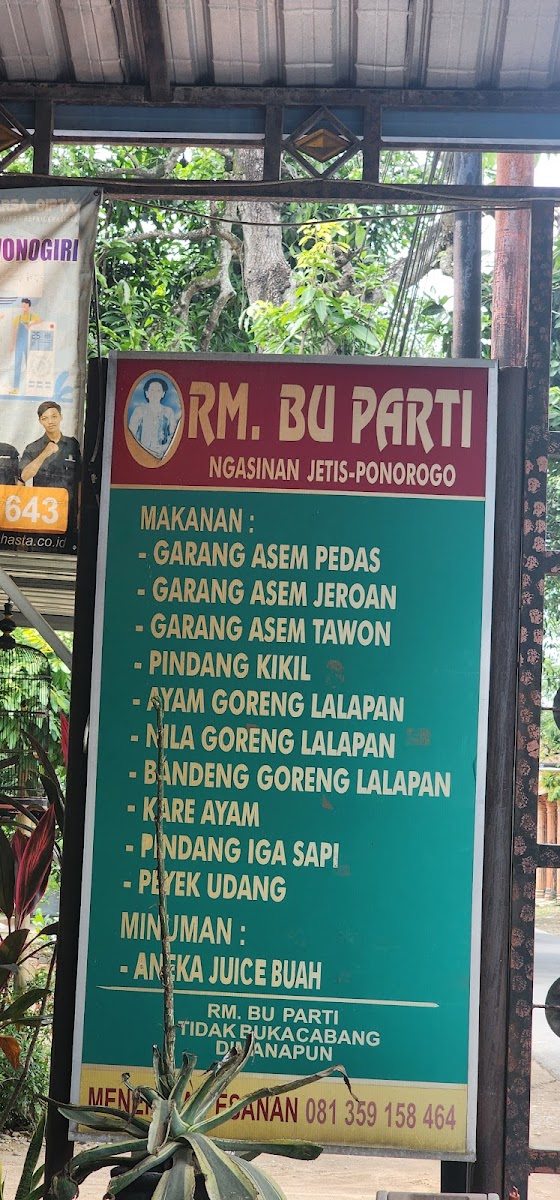 WONOGIRI
643
hasta.co.id
RM. BU PARTI
NGASINAN JETIS-PONOROGO
MAKANAN :
- GARANG ASEM PEDAS
- GARANG ASEM JEROAN
- GARANG ASEM TAWON
- PINDANG KIKIL
- AYAM GORENG LALAPAN
- NILA GORENG LALAPAN
- BANDENG GORENG LALAPAN
- KARE AYAM
- PINDANG IGA SAPI
- PEYEK UDANG
MINUMAN :
- ANEKA JUICE BUAH
RM. BU PARTI
TIDAK BUKA CABANG
DIMANAPUN
MENERIMA PESANAN 081 359 158 464